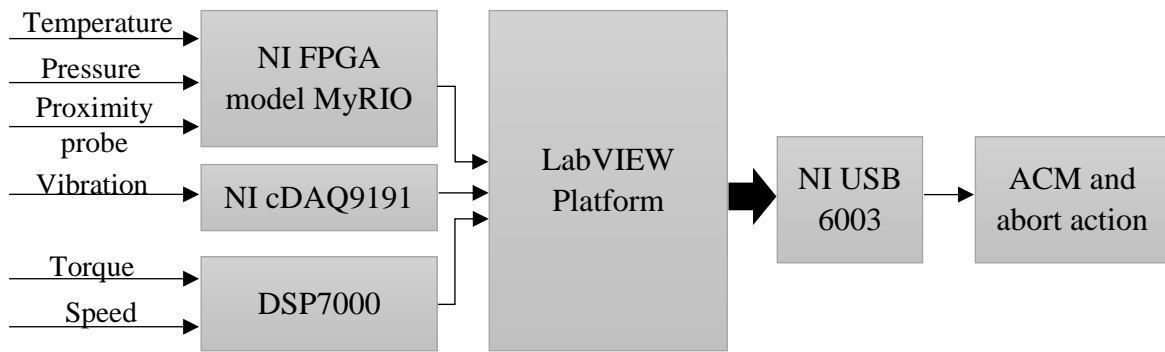 Temperature
Pressure
Proximity
probe
Vibration
Torque
Speed
NI FPGA
model MyRIO
NI cDAQ9191
DSP7000
LabVIEW
Platform
NI USB
6003
ACM and
abort action